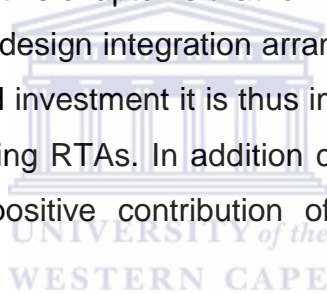 design integration arran
l investment it is thus in
ing RTAs. In addition c
positive contribution of
UNIVERSITY of the
WESTERN CAPE